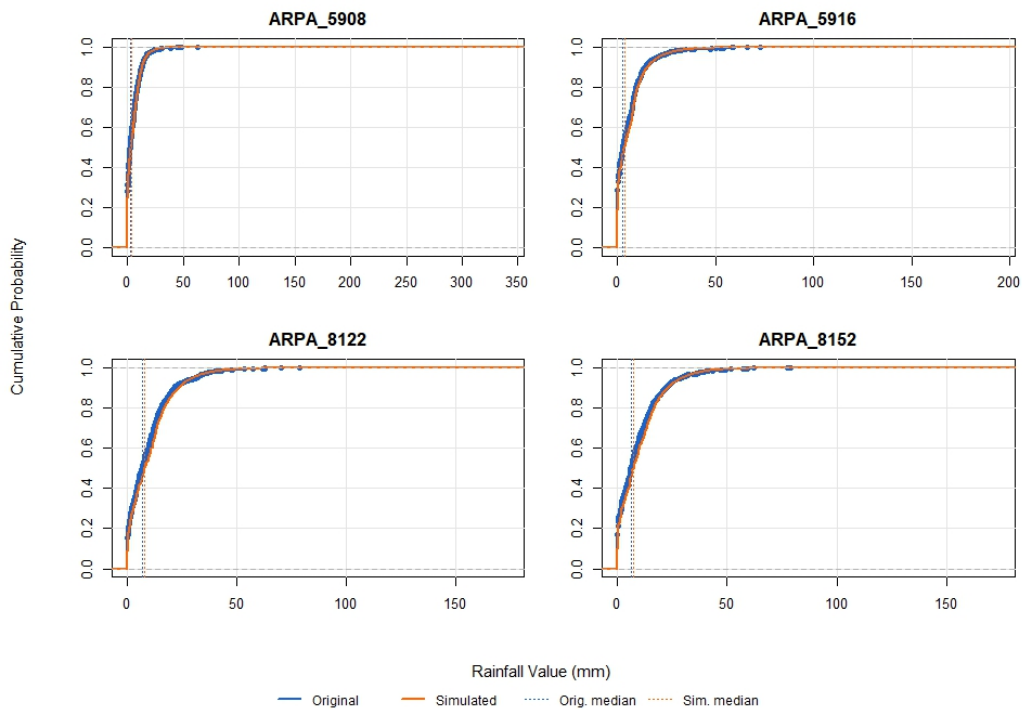 ARPA_5908
ARPA_5916
1.0
0.8
0.6
0.4
0.2
0.0
0 50 100 150 200 250 300 350
1.0
0.8
0.6
0.4
0.2
0.0
0 50 100 150 200
Cumulative Probability
ARPA_8122
ARPA_8152
1.0
0.8
0.6
0.4
0.2
0.0
0 50 100 150
1.0
0.8
0.6
0.4
0.2
0.0
0 50 100 150
Rainfall Value (mm)
Original Simulated Orig. median Sim. median